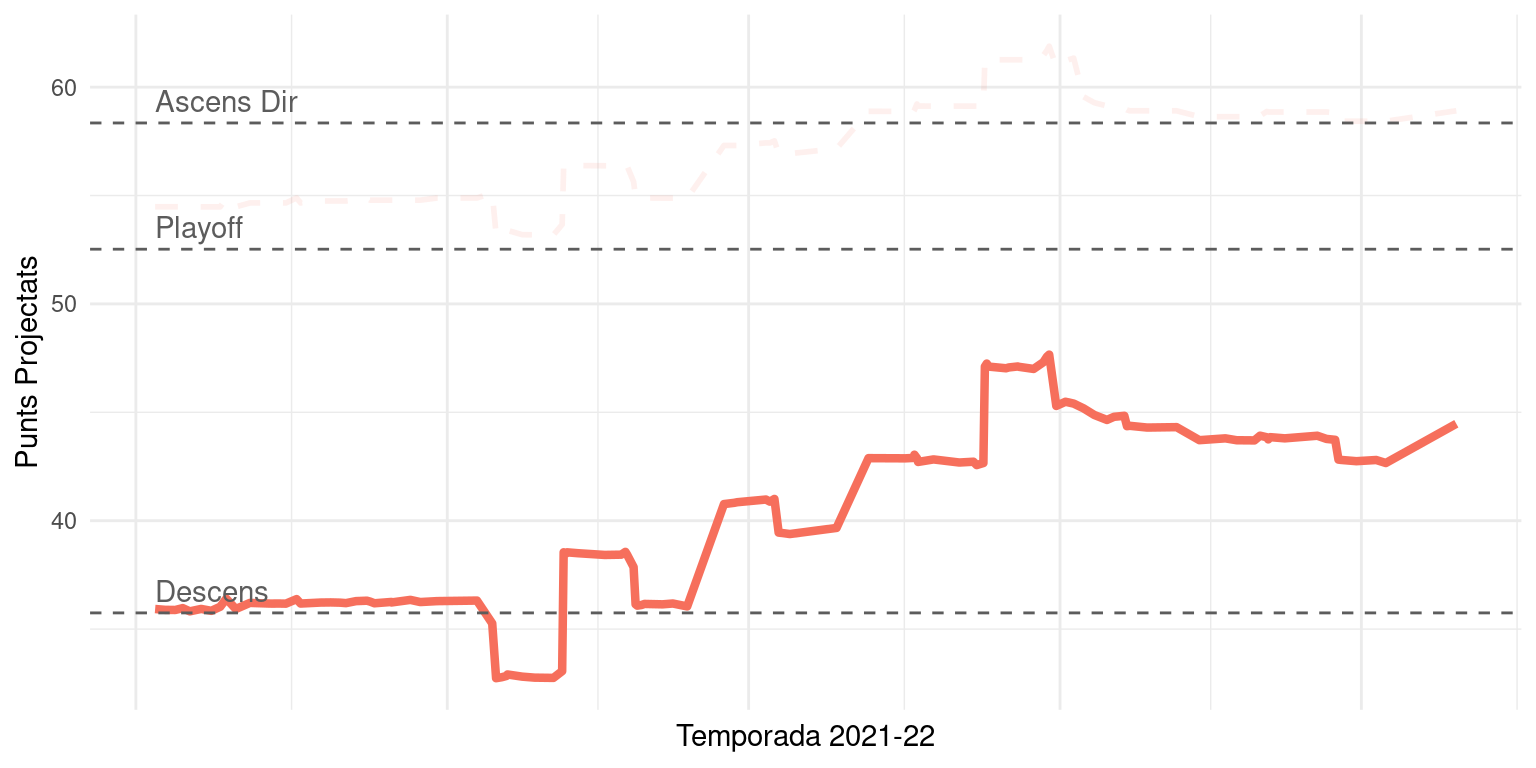 60
Ascens Dir
Playoff
50
Punts Projectats
40
Descens
Temporada 2021-22